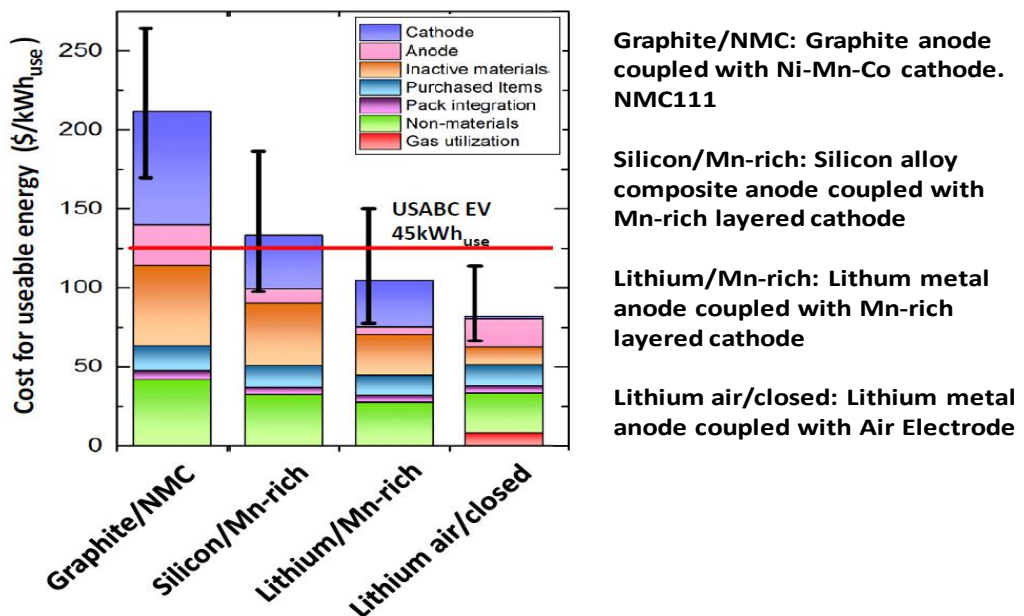 Cost for useable energy ($/kWhuse)
250
200
150
100
50
0
Cathode
Anode
Inactive materials
Purchased Items
Pack integration
Non-materials
Gas utilization
USABC EV
45kWhuse
Graphite/NMC
Silicon/Mn-rich
Lithium/Mn-rich
Lithium air/closed
Graphite/NMC: Graphite anode
coupled with Ni-Mn-Co cathode.
NMC111
Silicon/Mn-rich: Silicon alloy
composite anode coupled with
Mn-rich layered cathode
Lithium/Mn-rich: Lithum metal
anode coupled with Mn-rich
layered cathode
Lithium air/closed: Lithium metal
anode coupled with Air Electrode